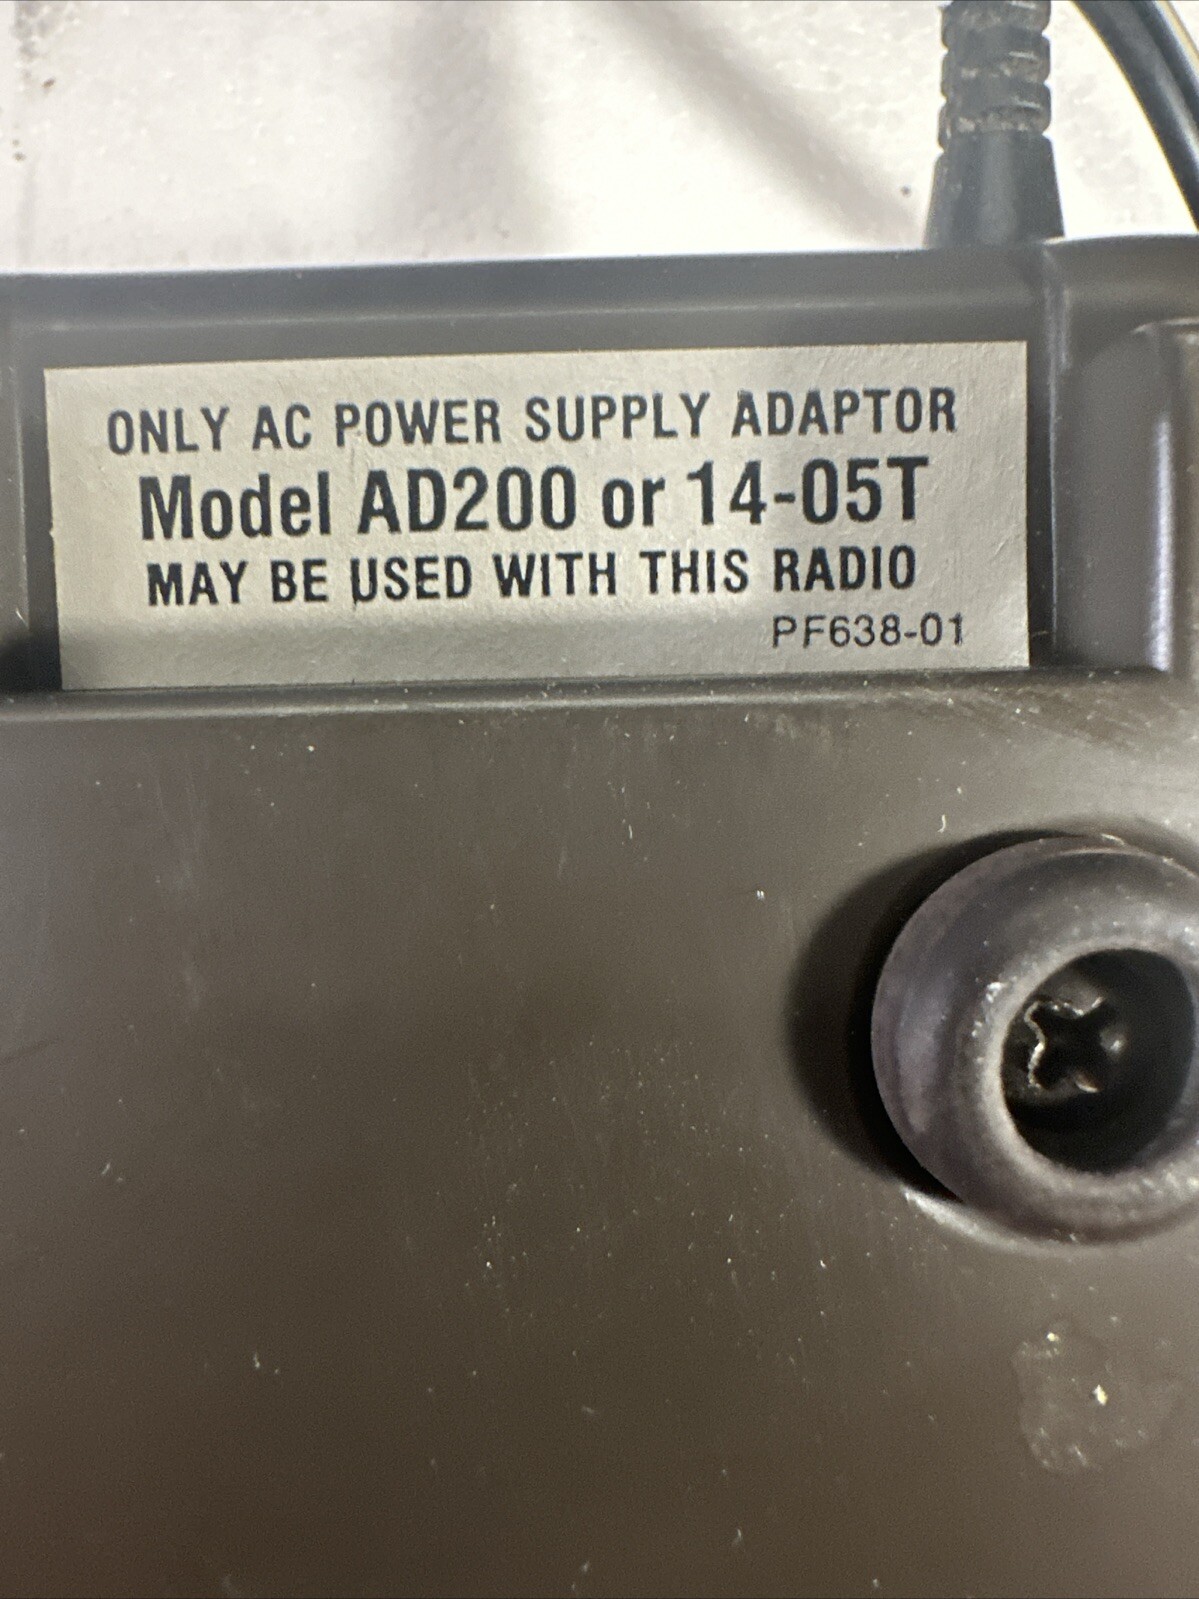 ONLY AC POWER SUPPLY ADAPTOR
Model AD200 or 14-05T
MAY BE USED WITH THIS RADIO
PF638-01